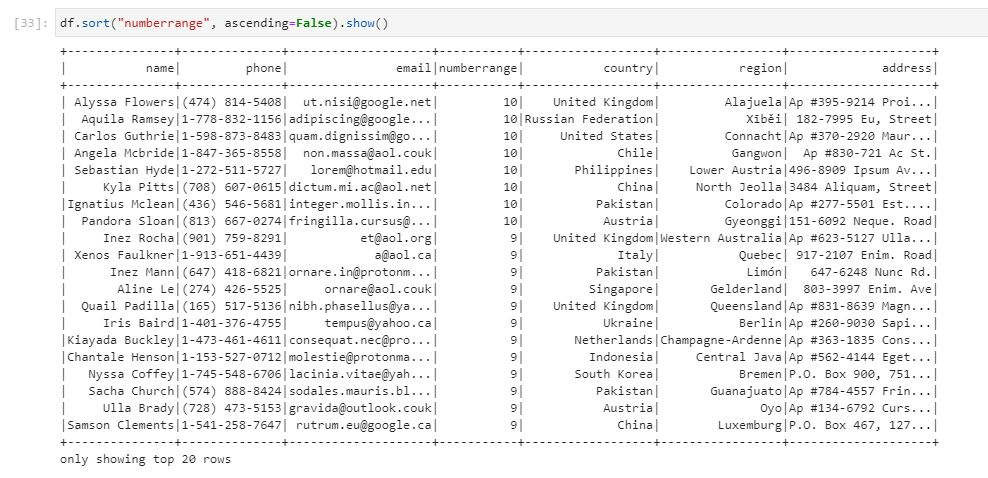 [33]: df.sort("numberrange", ascending=False).show()
+--------------+--------------+--------------------+-----------+------------------+-----------------+--------------------+
|          name|         phone|               email|numberrange|           country|           region|             address|
+--------------+--------------+--------------------+-----------+------------------+-----------------+--------------------+
|Alyssa Flowers|(474) 814-5408|  ut.nisi@google.net|         10|    United Kingdom|         Alajuela|Ap #395-9214 Proi...|
| Aquila Ramsey|1-778-832-1156|adipiscing@google...|         10|Russian Federation|            Xibēi| 182-7995 Eu, Street|
|Carlos Guthrie|1-598-873-8483|quam.dignissim@go...|         10|     United States|         Connacht|Ap #370-2920 Maur...|
|Angela Mcbride|1-847-365-8558|  non.massa@aol.couk|         10|             Chile|          Gangwon|  Ap #830-721 Ac St.|
|Sebastian Hyde|1-272-511-5727|   lorem@hotmail.edu|         10|       Philippines|    Lower Austria|496-8909 Ipsum Av...|
|    Kyla Pitts|(708) 607-0615|dictum.mi.ac@aol.net|         10|             China|     North Jeolla|3484 Aliquam, Street|
|Ignatius Mclean|(436) 546-5681|integer.mollis.in...|         10|          Pakistan|         Colorado|Ap #277-5501 Est....|
| Pandora Sloan|(813) 667-0274|fringilla.cursus@...|         10|           Austria|         Gyeonggi|151-6092 Neque. Road|
|    Inez Rocha|(901) 759-8291|          et@aol.org|          9|    United Kingdom|Western Australia|Ap #623-5127 Ulla...|
|Xenos Faulkner|1-913-651-4439|            a@aol.ca|          9|             Italy|           Quebec| 917-2107 Enim. Road|
|     Inez Mann|(647) 418-6821|ornare.in@protonm...|          9|          Pakistan|            Limón|   647-6248 Nunc Rd.|
|      Aline Le|(274) 426-5525|     ornare@aol.couk|          9|         Singapore|       Gelderland|  803-3997 Enim. Ave|
| Quail Padilla|(165) 517-5136|nibh.phasellus@ya...|          9|    United Kingdom|       Queensland|Ap #831-8639 Magn...|
|    Iris Baird|1-401-376-4755|     tempus@yahoo.ca|          9|           Ukraine|           Berlin|Ap #260-9030 Sapi...|
|Kiayada Buckley|1-473-461-4611|consequat.nec@pro...|          9|       Netherlands|Champagne-Ardenne|Ap #363-1835 Cons...|
|Chantale Henson|1-153-527-0712|molestie@protonma...|          9|         Indonesia|     Central Java|Ap #562-4144 Eget...|
|  Nyssa Coffey|1-745-548-6706|lacinia.vitae@yah...|          9|       South Korea|           Bremen|P.O. Box 900, 751...|
|  Sacha Church|(574) 888-8424|sodales.mauris.bl...|          9|          Pakistan|       Guanajuato|Ap #784-4557 Frin...|
|    Ulla Brady|(728) 473-5153|gravida@outlook.couk|          9|           Austria|              Oyo|Ap #134-6792 Curs...|
|Samson Clements|1-541-258-7647| rutrum.eu@google.ca|          9|             China|        Luxemburg|P.O. Box 467, 127...|
+--------------+--------------+--------------------+-----------+------------------+-----------------+--------------------+
only showing top 20 rows